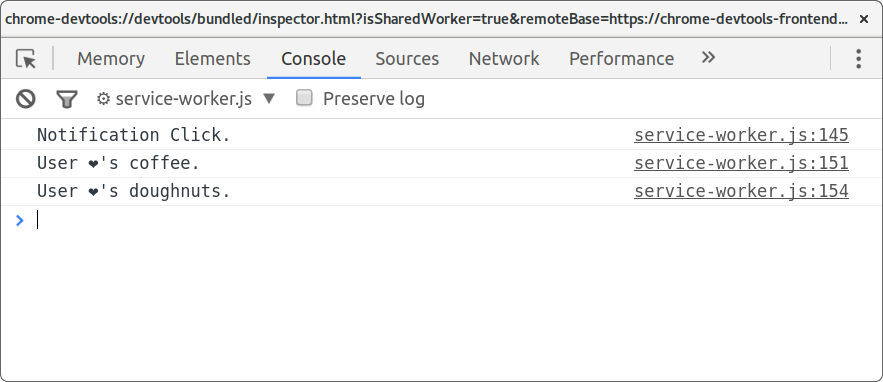 chrome-devtools://devtools/bundled/inspector.html?isSharedWorker=true&remoteBase=https://chrome-devtools-frontend... ×
Memory Elements Console Sources Network Performance »
service-worker.js ▼ Preserve log
Notification Click. service-worker.js:145
User ❤'s coffee. service-worker.js:151
User ❤'s doughnuts. service-worker.js:154